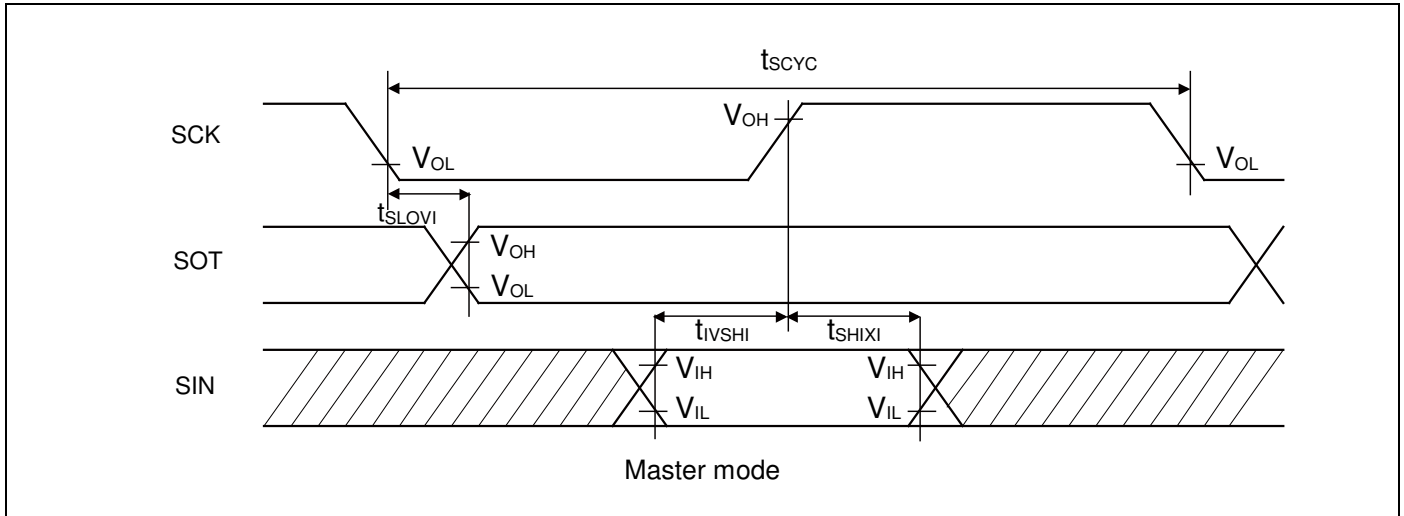 tSCYC
SCK
VOH
VOL
VOL
tSLOVI
SOT
VOH
VOL
tIVSHI
tSHIXI
SIN
VIH
VIH
VIL
VIL
Master mode